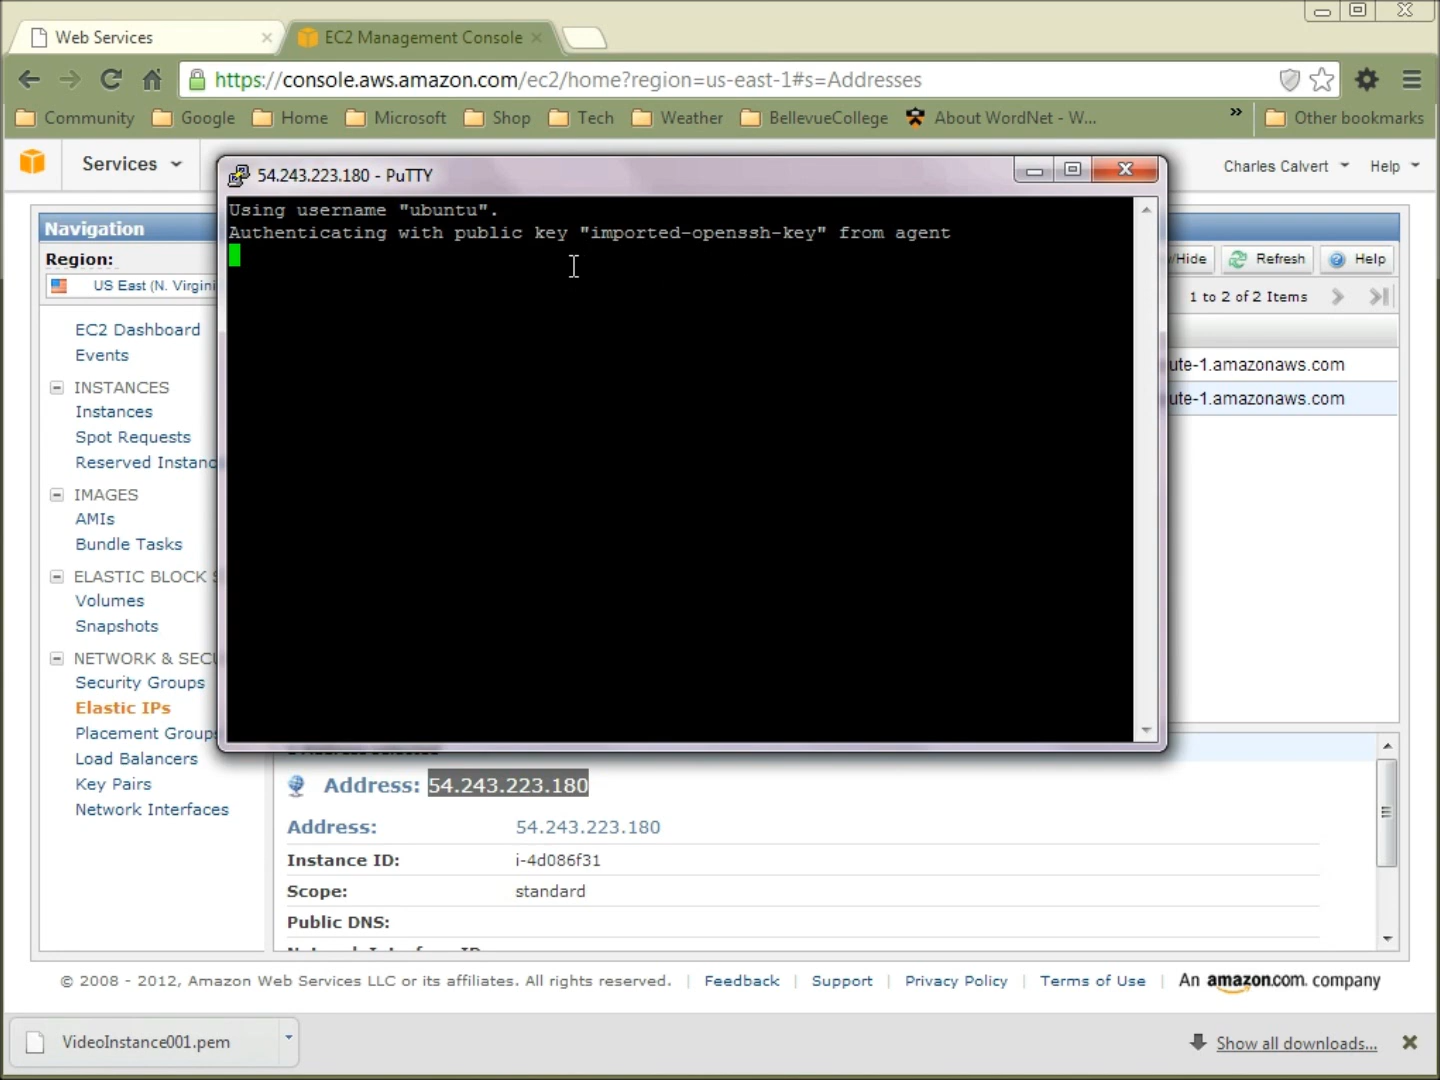 Web Services
EC2 Management Console
https://console.aws.amazon.com/ec2/home?region=us-east-1#s=Addresses
Community
Google
Home
Microsoft
Shop
Tech
Weather
BellevueCollege
About WordNet - W...
»
Other bookmarks
Services
Charles Calvert
Help
54.243.223.180 - PuTTY
Using username "ubuntu".
Authenticating with public key "imported-openssh-key" from agent
Navigation
Region:
US East (N. Virgini
EC2 Dashboard
Events
INSTANCES
Instances
Spot Requests
Reserved Instanc
IMAGES
AMIs
Bundle Tasks
ELASTIC BLOCK S
Volumes
Snapshots
NETWORK & SECU
Security Groups
Elastic IPs
Placement Groups
Load Balancers
Key Pairs
Network Interfaces
/Hide
Refresh
Help
1 to 2 of 2 Items
ute-1.amazonaws.com
ute-1.amazonaws.com
Address: 54.243.223.180
Address: 54.243.223.180
Instance ID: i-4d086f31
Scope: standard
Public DNS:
© 2008 - 2012, Amazon Web Services LLC or its affiliates. All rights reserved. | Feedback | Support | Privacy Policy | Terms of Use | An amazon.com. company
VideoInstance001.pem
Show all downloads...